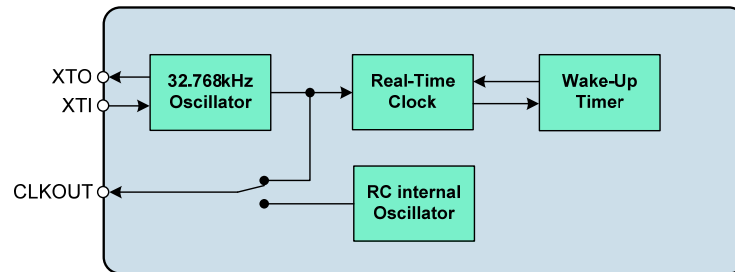 XTO
XTI
32.768kHz
Oscillator
Real-Time
Clock
Wake-Up
Timer
CLKOUT
RC internal
Oscillator